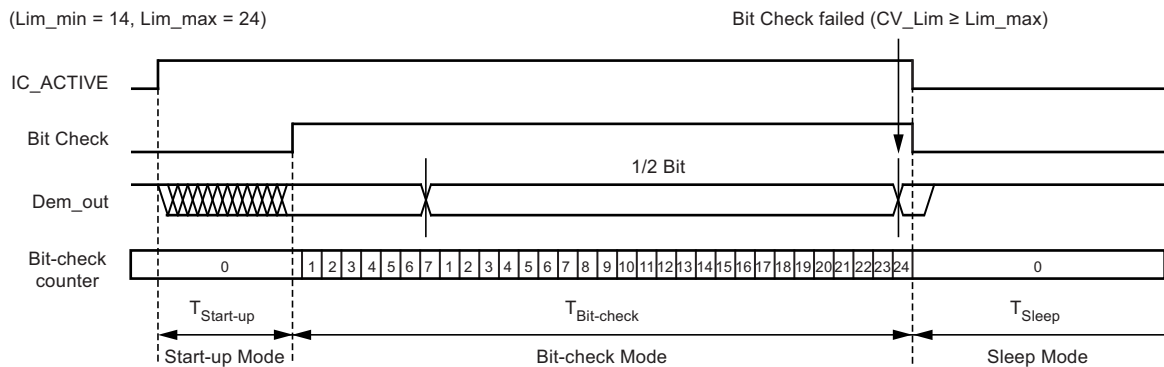 (Lim_min = 14, Lim_max = 24)
Bit Check failed (CV_Lim ≥ Lim_max)
IC_ACTIVE
Bit Check
1/2 Bit
Dem_out
Bit-check
counter
0 1 2 3 4 5 6 7 1 2 3 4 5 6 7 8 9 10 11 12 13 14 15 16 17 18 19 20 21 22 23 24 0
TStart-up TBit-check TSleep
Start-up Mode Bit-check Mode Sleep Mode